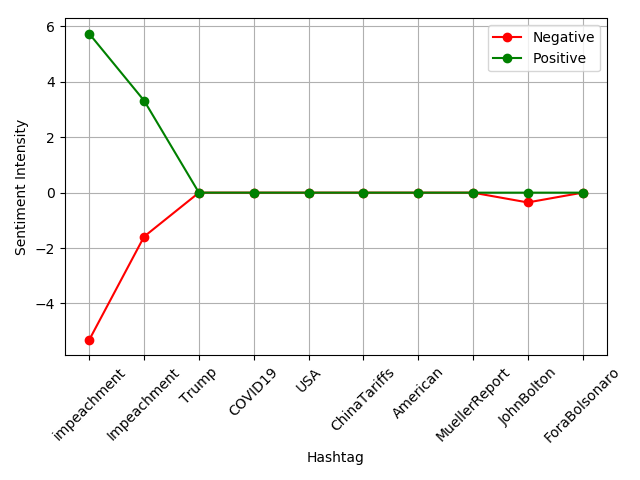 Negative
Positive
6
4
2
0
−2
−4
Sentiment Intensity
impeachment
Impeachment
Trump
COVID19
USA
ChinaTariffs
American
MuellerReport
JohnBolton
ForaBolsonaro
Hashtag